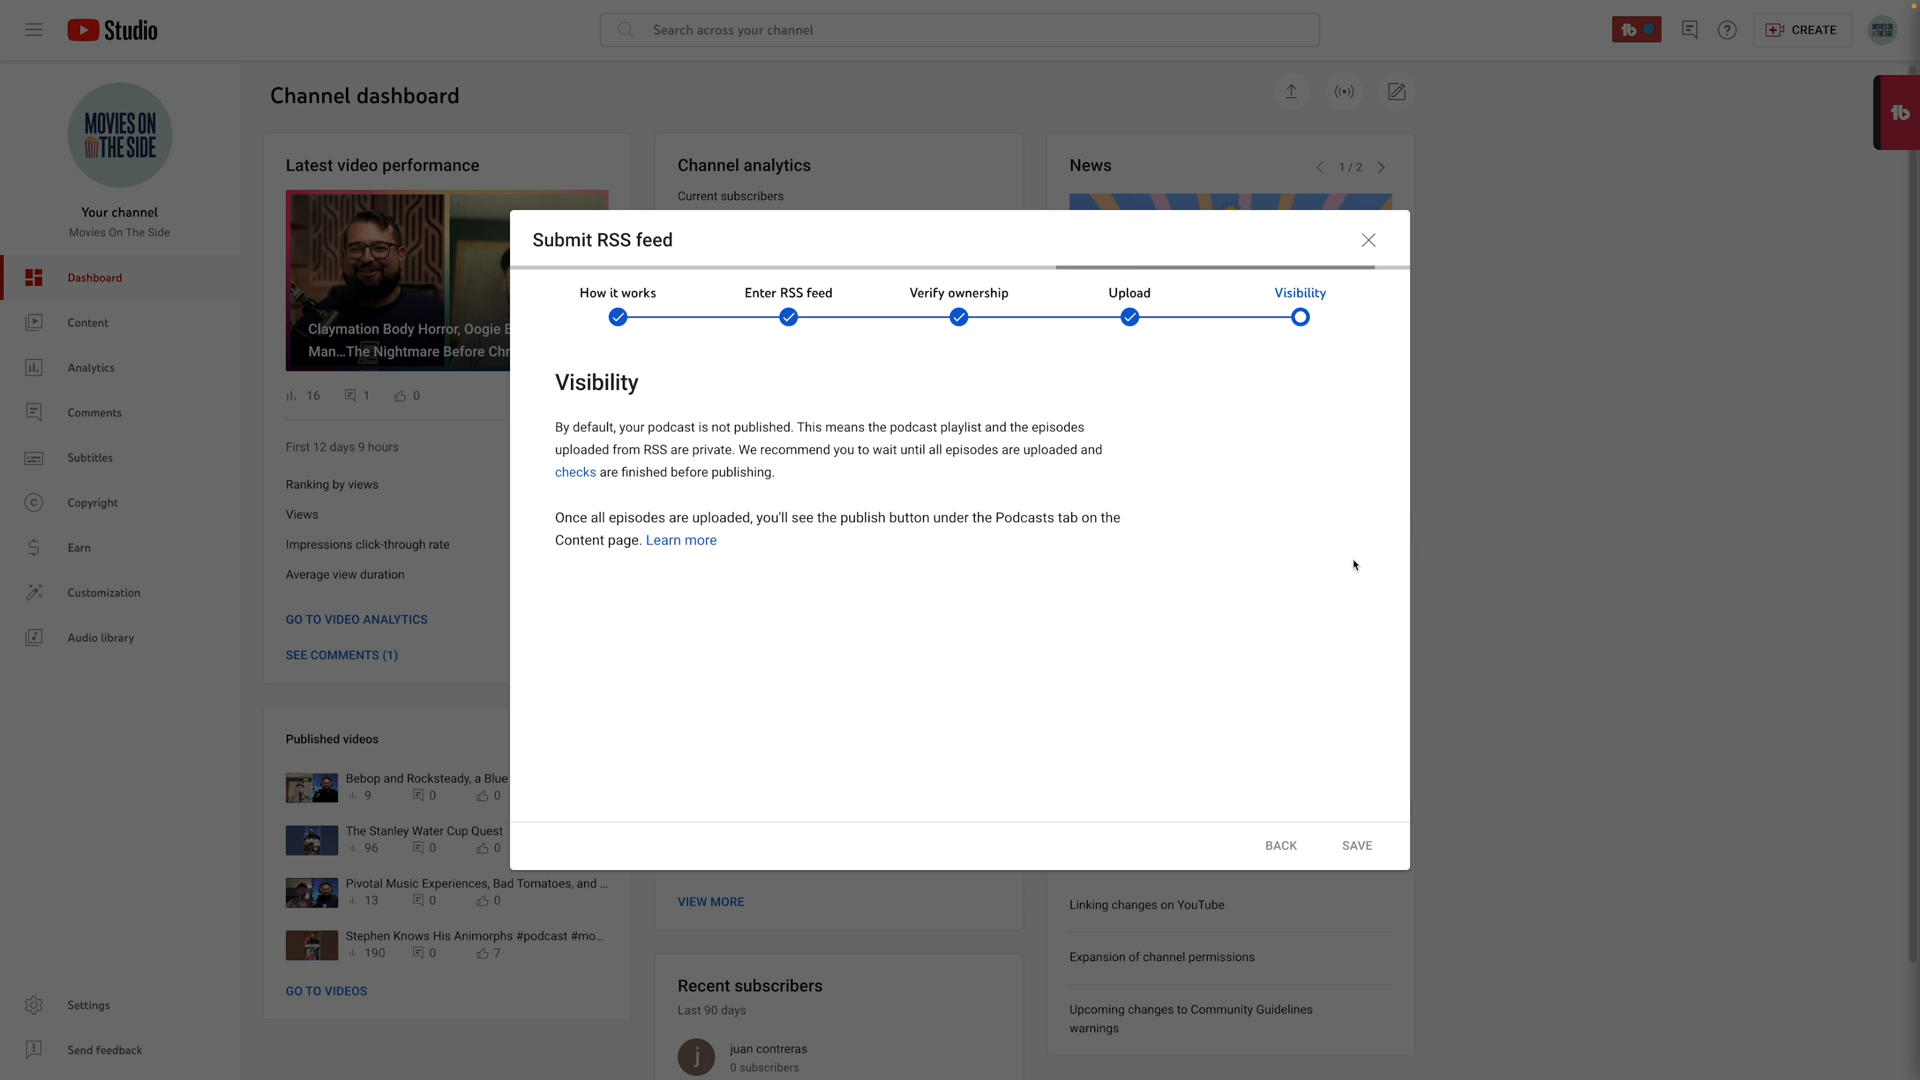 Studio
Search across your channel
CREATE
MOVIES ON
THE SIDE
Your channel
Movies On The Side
Dashboard
Content
Analytics
Comments
Subtitles
Copyright
Earn
Customization
Audio library
Settings
Send feedback
Channel dashboard
Latest video performance
Claymation Body Horror, Oogie B
Man...The Nightmare Before Chr
16 1 0
First 12 days 9 hours
Ranking by views
Views
Impressions click-through rate
Average view duration
GO TO VIDEO ANALYTICS
SEE COMMENTS (1)
Published videos
Bebop and Rocksteady, a Blue
9 0 0
The Stanley Water Cup Quest
96 0 0
Pivotal Music Experiences, Bad Tomatoes, and ...
13 0 0
Stephen Knows His Animorphs #podcast #mo...
190 0 7
GO TO VIDEOS
Channel analytics
Current subscribers
VIEW MORE
Recent subscribers
Last 90 days
j
juan contreras
0 subscribers
News
1 / 2
Linking changes on YouTube
Expansion of channel permissions
Upcoming changes to Community Guidelines
warnings
Submit RSS feed
How it works
Enter RSS feed
Verify ownership
Upload
Visibility
Visibility
By default, your podcast is not published. This means the podcast playlist and the episodes
uploaded from RSS are private. We recommend you to wait until all episodes are uploaded and
checks are finished before publishing.
Once all episodes are uploaded, you'll see the publish button under the Podcasts tab on the
Content page. Learn more
BACK
SAVE